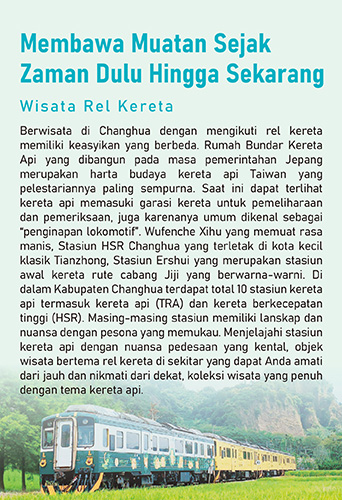 Membawa Muatan Sejak
Zaman Dulu Hingga Sekarang
Wisata Rel Kereta
Berwisata di Changhua dengan mengikuti rel kereta
memiliki keasyikan yang berbeda. Rumah Bundar Kereta
Api yang dibangun pada masa pemerintahan Jepang
merupakan harta budaya kereta api Taiwan yang
pelestariannya paling sempurna. Saat ini dapat terlihat
kereta api memasuki garasi kereta untuk pemeliharaan
dan pemeriksaan, juga karenanya umum dikenal sebagai
“penginapan lokomotif”. Wufenche Xihu yang memuat rasa
manis, Stasiun HSR Changhua yang terletak di kota kecil
klasik Tianzhong, Stasiun Ershui yang merupakan stasiun
awal kereta rute cabang Jiji yang berwarna-warni. Di
dalam Kabupaten Changhua terdapat total 10 stasiun kereta
api termasuk kereta api (TRA) dan kereta berkecepatan
tinggi (HSR). Masing-masing stasiun memiliki lanskap dan
nuansa dengan pesona yang memukau. Menjelajahi stasiun
kereta api dengan nuansa pedesaan yang kental, objek
wisata bertema rel kereta di sekitar yang dapat Anda amati
dari jauh dan nikmati dari dekat, koleksi wisata yang penuh
dengan tema kereta api.